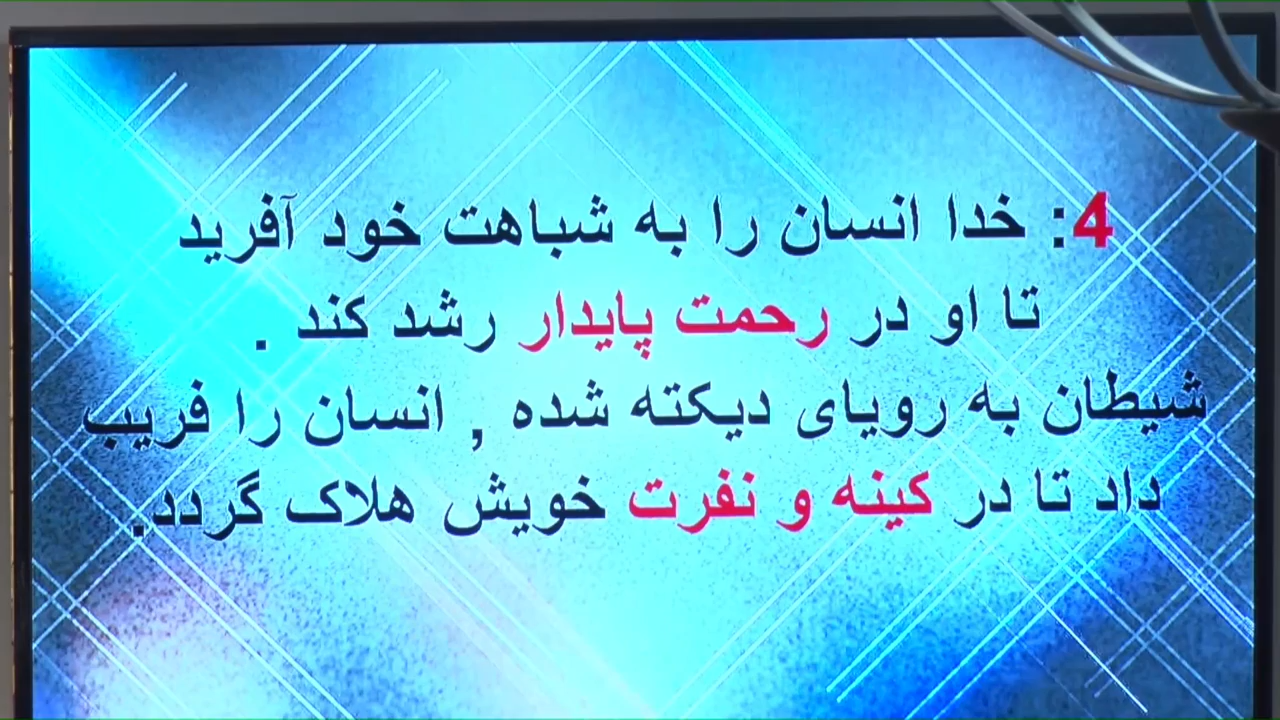 4: خدا انسان را به شباهت خود آفرید
تا او در رحمت پایدار رشد کند .
شیطان به رویای دیکته شده , انسان را فریب
داد تا در کینه و نفرت خویش هلاک گردد.